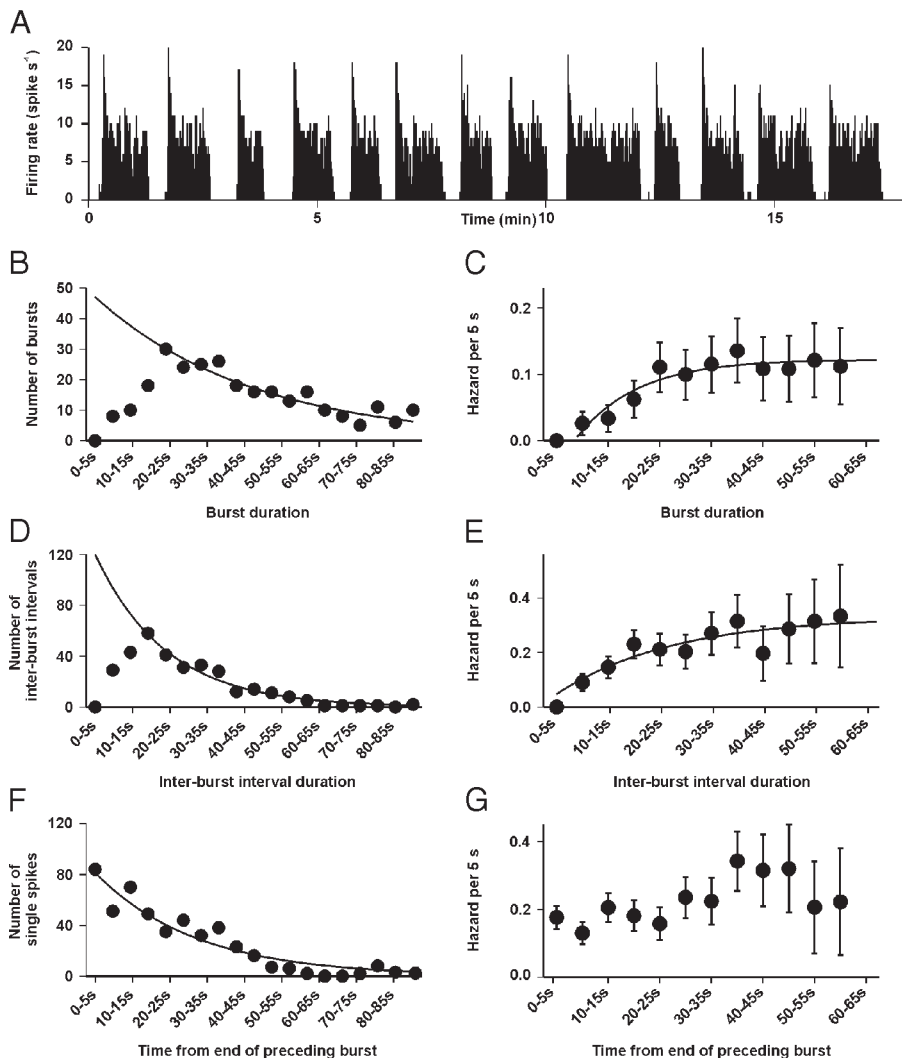 A
Firing rate (spike s⁻¹)
20
15
10
5
0
0
5
Time (min)
10
15
B
Number of bursts
50
40
30
20
10
0
0-5s
10-15s
20-25s
30-35s
40-45s
50-55s
60-65s
70-75s
80-85s
Burst duration
C
Hazard per 5 s
0.2
0.1
0.0
0-5s
10-15s
20-25s
30-35s
40-45s
50-55s
60-65s
Burst duration
D
Number of
inter-burst intervals
120
80
40
0
0-5s
10-15s
20-25s
30-35s
40-45s
50-55s
60-65s
70-75s
80-85s
Inter-burst interval duration
E
Hazard per 5 s
0.4
0.2
0.0
0-5s
10-15s
20-25s
30-35s
40-45s
50-55s
60-65s
Inter-burst interval duration
F
Number of
single spikes
120
80
40
0
0-5s
10-15s
20-25s
30-35s
40-45s
50-55s
60-65s
70-75s
80-85s
Time from end of preceding burst
G
Hazard per 5 s
0.4
0.2
0.0
0-5s
10-15s
20-25s
30-35s
40-45s
50-55s
60-65s
Time from end of preceding burst